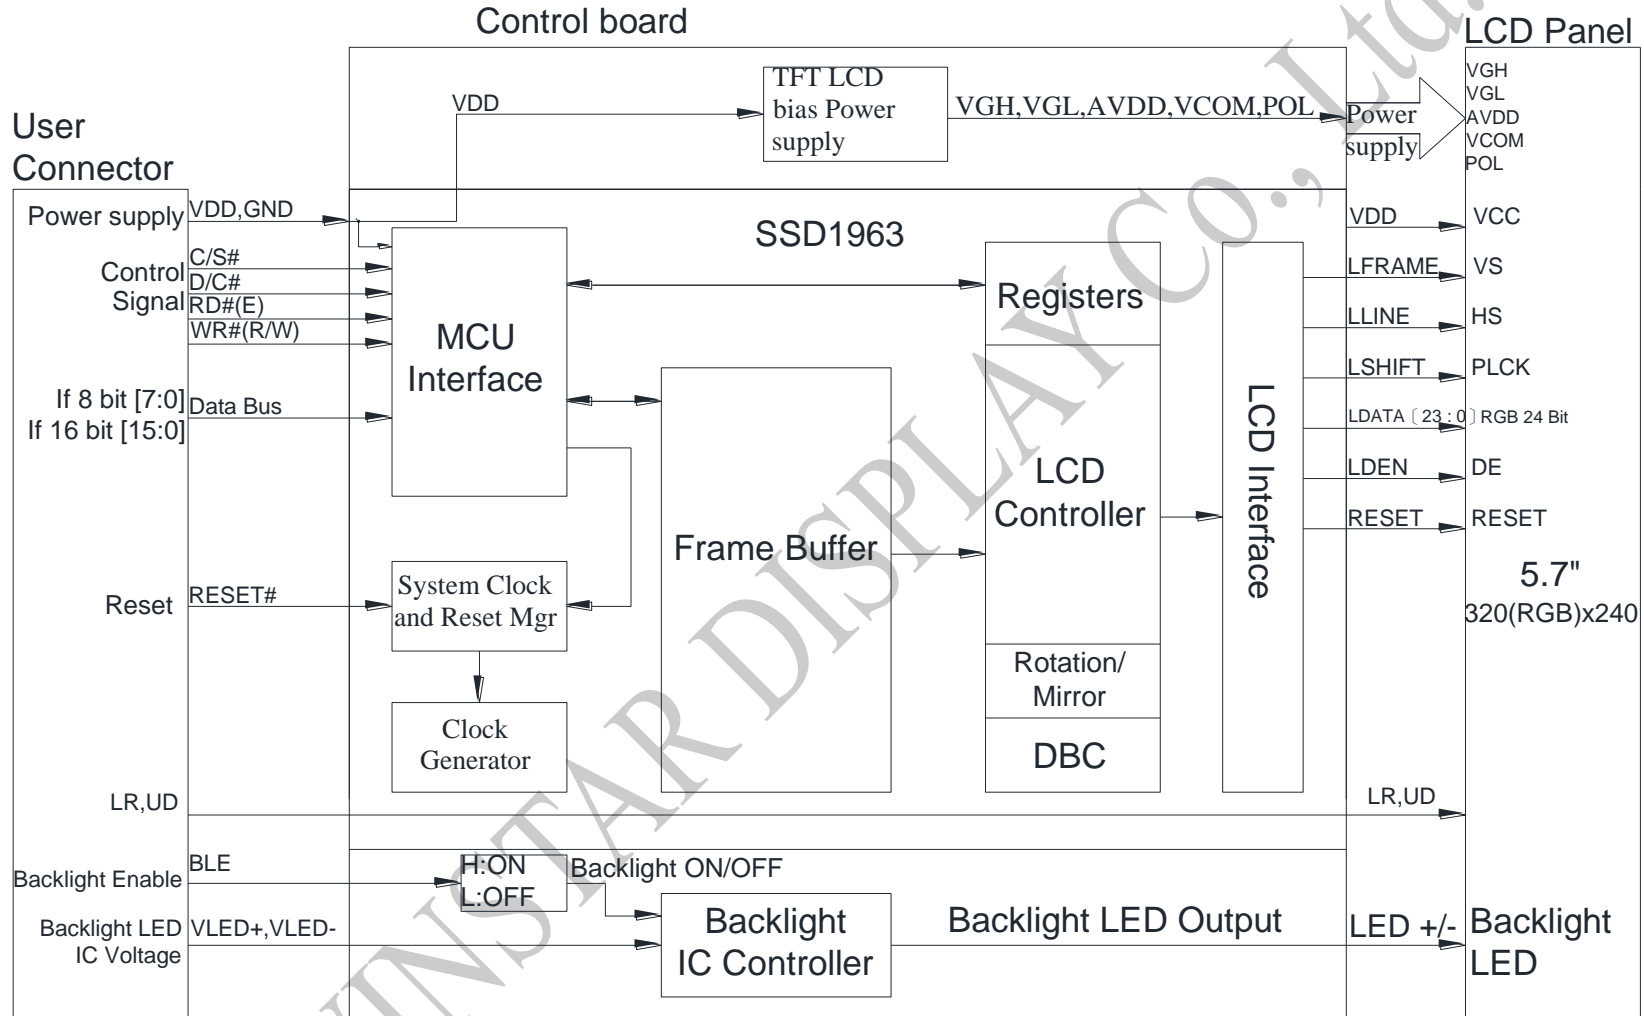 Control board
LCD Panel
User
Connector
VDD
TFT LCD
bias Power
supply
VGH,VGL,AVDD,VCOM,POL
Power
supply
VGH
VGL
AVDD
VCOM
POL
Power supply
VDD,GND
Control
Signal
C/S#
D/C#
RD#(E)
WR#(R/W)
If 8 bit [7:0]
If 16 bit [15:0]
Data Bus
Reset
RESET#
LR,UD
Backlight Enable
BLE
Backlight LED
IC Voltage
VLED+,VLED-
SSD1963
MCU
Interface
System Clock
and Reset Mgr
Clock
Generator
Frame Buffer
Registers
LCD
Controller
Rotation/
Mirror
DBC
LCD Interface
VDD
VCC
LFRAME
VS
LLINE
HS
LSHIFT
PLCK
LDATA〔23:0〕RGB 24 Bit
LDEN
DE
RESET
RESET
5.7"
320(RGB)x240
LR,UD
H:ON
L:OFF
Backlight ON/OFF
Backlight
IC Controller
Backlight LED Output
LED +/-
Backlight
LED
WINSTAR DISPLAY Co., Ltd.